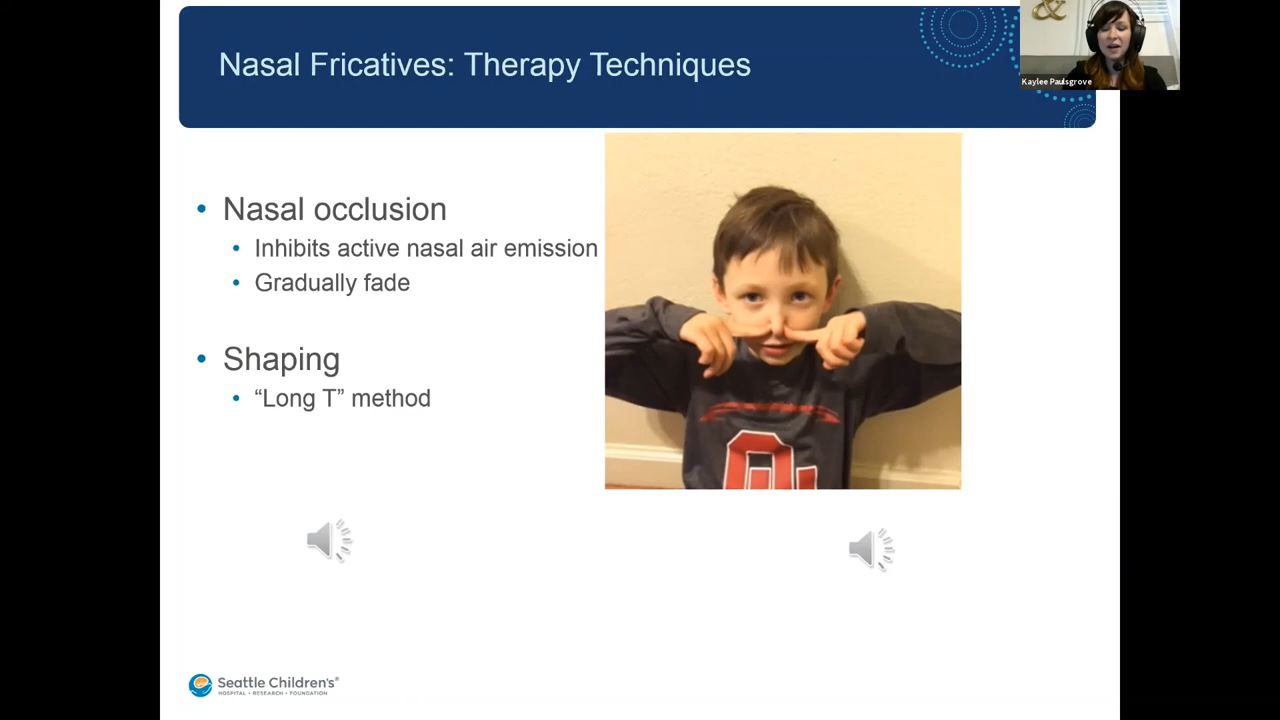 Nasal Fricatives: Therapy Techniques
&
Kaylee Paulsgrove
• Nasal occlusion
• Inhibits active nasal air emission
• Gradually fade
• Shaping
• “Long T” method
Seattle Children's®
HOSPITAL • RESEARCH • FOUNDATION